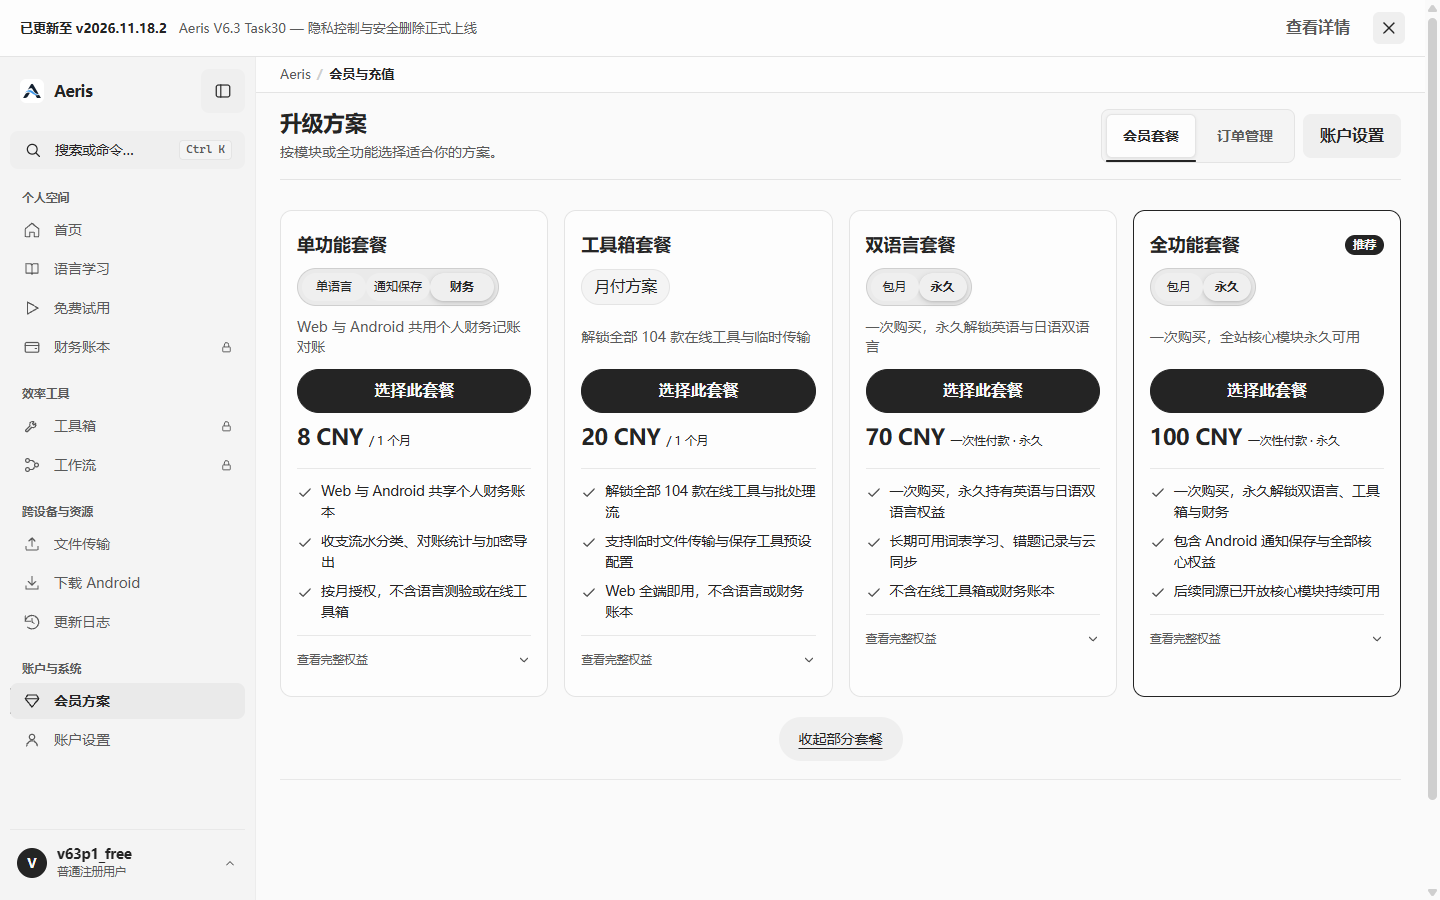 已更新至 v2026.11.18.2 Aeris V6.3 Task30 — 隐私控制与安全删除正式上线
查看详情
Aeris
搜索或命令... Ctrl K
个人空间
首页
语言学习
免费试用
财务账本
效率工具
工具箱
工作流
跨设备与资源
文件传输
下载 Android
更新日志
账户与系统
会员方案
账户设置
V
v63p1_free
普通注册用户
Aeris / 会员与充值
升级方案
按模块或全功能选择适合你的方案。
会员套餐 订单管理 账户设置
单功能套餐
单语言 通知保存 财务
Web 与 Android 共用个人财务记账
对账
选择此套餐
8 CNY / 1 个月
Web 与 Android 共享个人财务账
本
收支流水分类、对账统计与加密导
出
按月授权，不含语言测验或在线工
具箱
查看完整权益
工具箱套餐
月付方案
解锁全部 104 款在线工具与临时传输
选择此套餐
20 CNY / 1 个月
解锁全部 104 款在线工具与批处理
流
支持临时文件传输与保存工具预设
配置
Web 全端即用，不含语言或财务
账本
查看完整权益
双语言套餐
包月 永久
一次购买，永久解锁英语与日语双语
言
选择此套餐
70 CNY 一次性付款 · 永久
一次购买，永久持有英语与日语双
语言权益
长期可用词表学习、错题记录与云
同步
不含在线工具箱或财务账本
查看完整权益
全功能套餐 推荐
包月 永久
一次购买，全站核心模块永久可用
选择此套餐
100 CNY 一次性付款 · 永久
一次购买，永久解锁双语言、工具
箱与财务
包含 Android 通知保存与全部核
心权益
后续同源已开放核心模块持续可用
查看完整权益
收起部分套餐